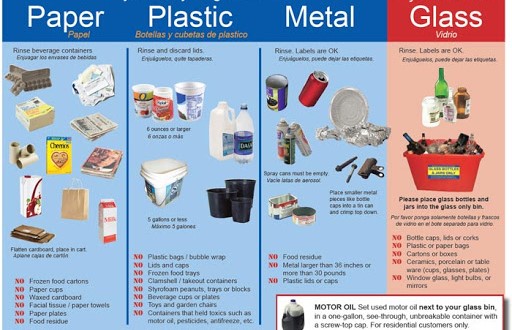 Paper
Papel
Rinse beverage containers
Enjuagar los envases de bebidas
Cheerios
Flatten cardboard, place in cart.
Aplane cajas de cartón
NO Frozen food cartons
NO Paper cups
NO Waxed cardboard
NO Facial tissue / paper towels
NO Paper plates
NO Food residue
Plastic
Botellas y cubetas de plastico
Rinse and discard lids.
Enjuáguelos, quite tapaderas.
6 ounces or larger
6 onzas o más
5 gallons or less
Máximo 5 galones
NO Plastic bags / bubble wrap
NO Lids and caps
NO Frozen food trays
NO Clamshell / takeout containers
NO Styrofoam peanuts, trays or blocks
NO Beverage cups or plates
NO Toys and garden chairs
NO Containers that held toxics such as
motor oil, pesticides, antifreeze, etc.
Metal
Rinse. Labels are OK.
Enjuáguelos, puede dejar las etiquetas.
Spray cans must be empty.
Vacíe latas de aerosol.
Place smaller metal
pieces like bottle
caps into a tin can
and crimp top down.
NO Food residue
NO Metal larger than 36 inches or
more than 30 pounds
NO Plastic lids or caps
Glass
Vidrio
Rinse. Labels are OK.
Enjuáguelos, puede dejar las etiquetas.
GLASS BOTTLES
& JARS ONLY
Please place glass bottles and
jars into the glass only bin.
Por favor ponga solamente botellas y frascos
de vidrio en el bote separado para vidrio.
NO Bottle caps, lids or corks
NO Plastic or paper bags
NO Cartons or boxes
NO Ceramics, porcelain or table
ware (cups, glasses, plates)
NO Window glass, light bulbs, or
mirrors
MOTOR OIL Set used motor oil next to your glass bin,
in a one-gallon, see-through, unbreakable container with
a screw-top cap. For residential customers only.